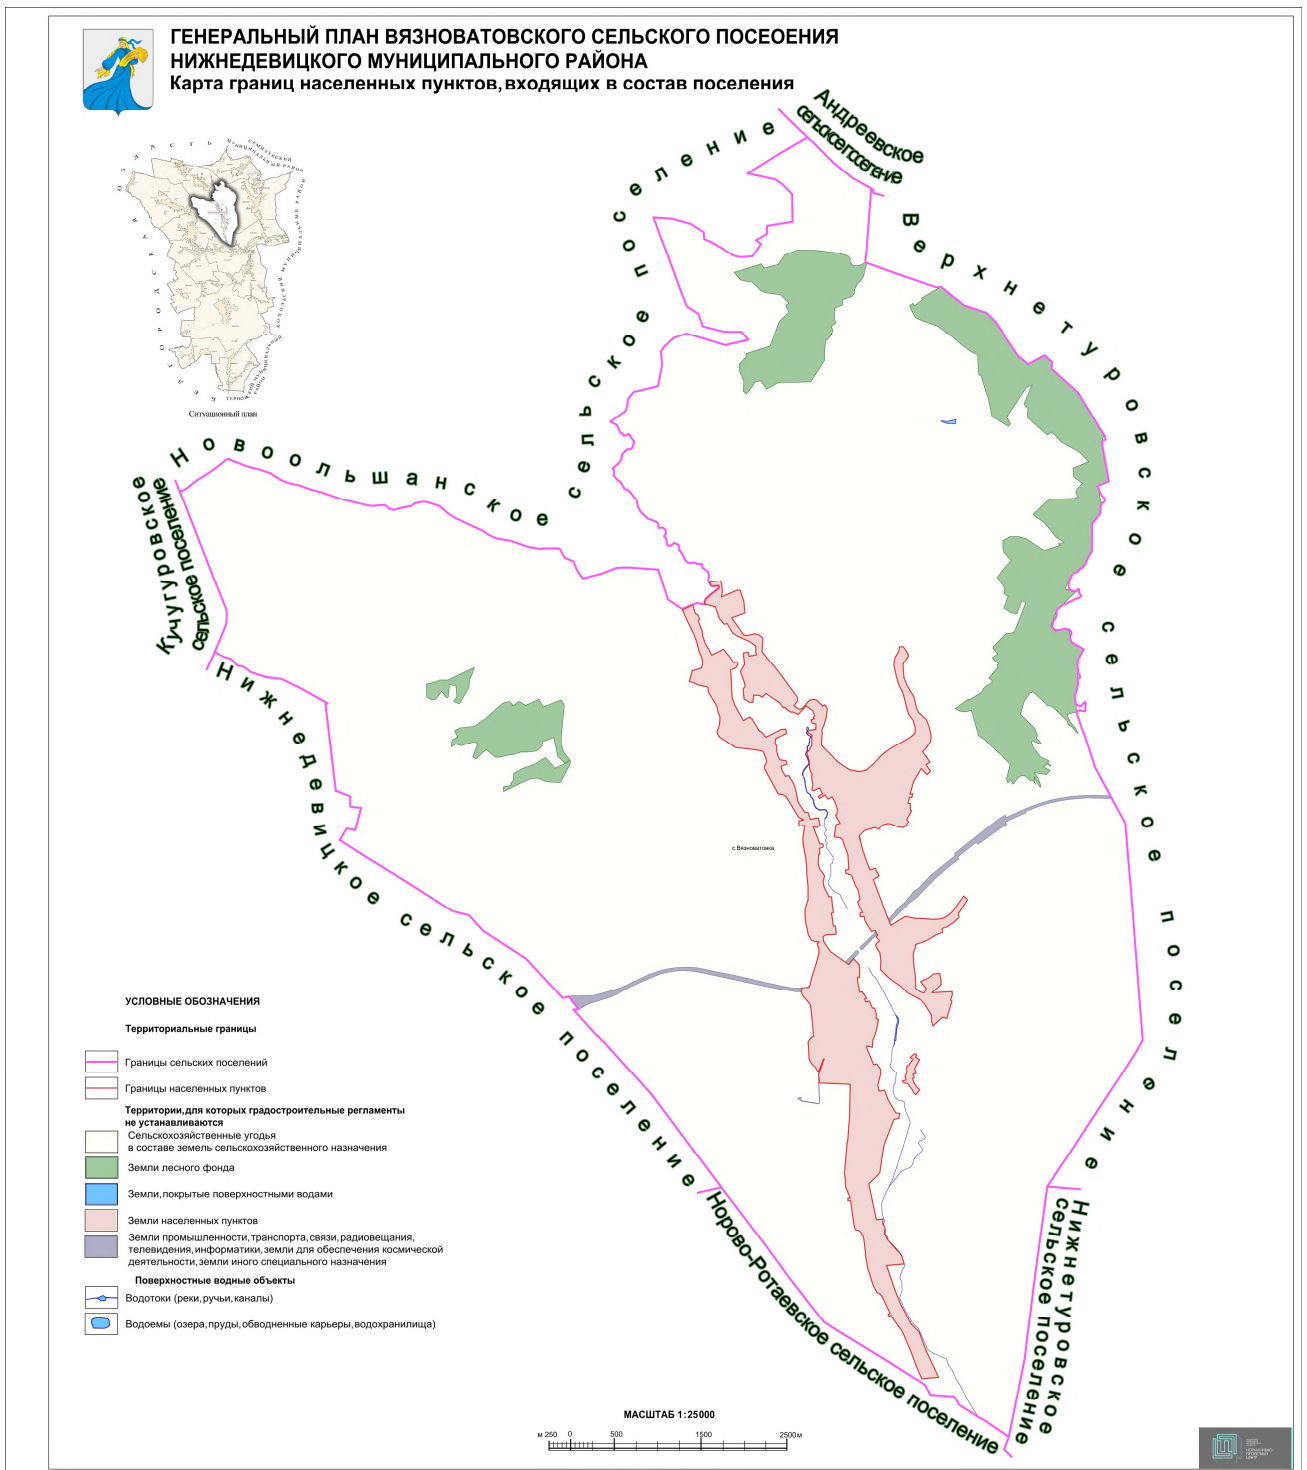 ГЕНЕРАЛЬНЫЙ ПЛАН ВЯЗНОВАТОВСКОГО СЕЛЬСКОГО ПОСЕОЕНИЯ
НИЖНЕДЕВИЦКОГО МУНИЦИПАЛЬНОГО РАЙОНА
Карта границ населенных пунктов, входящих в состав поселения
Ситуационный план
Андреевское
сельское поселение
Верхнетуровское сельское поселение
Новоольшанское сельское поселение
Кучугуровское
сельское поселение
Нижнедевицкое сельское поселение
с.Вязноватовка
Норово-Ротаевское сельское поселение
Нижнетуровское
сельское поселение
УСЛОВНЫЕ ОБОЗНАЧЕНИЯ
Территориальные границы
Границы сельских поселений
Границы населенных пунктов
Территории, для которых градостроительные регламенты
не устанавливаются
Сельскохозяйственные угодья
в составе земель сельскохозяйственного назначения
Земли лесного фонда
Земли, покрытые поверхностными водами
Земли населенных пунктов
Земли промышленности, транспорта, связи, радиовещания,
телевидения, информатики, земли для обеспечения космической
деятельности, земли иного специального назначения
Поверхностные водные объекты
Водотоки (реки, ручьи, каналы)
Водоемы (озера, пруды, обводненные карьеры, водохранилища)
МАСШТАБ 1:25000
м 250 0 500 1500 2500м